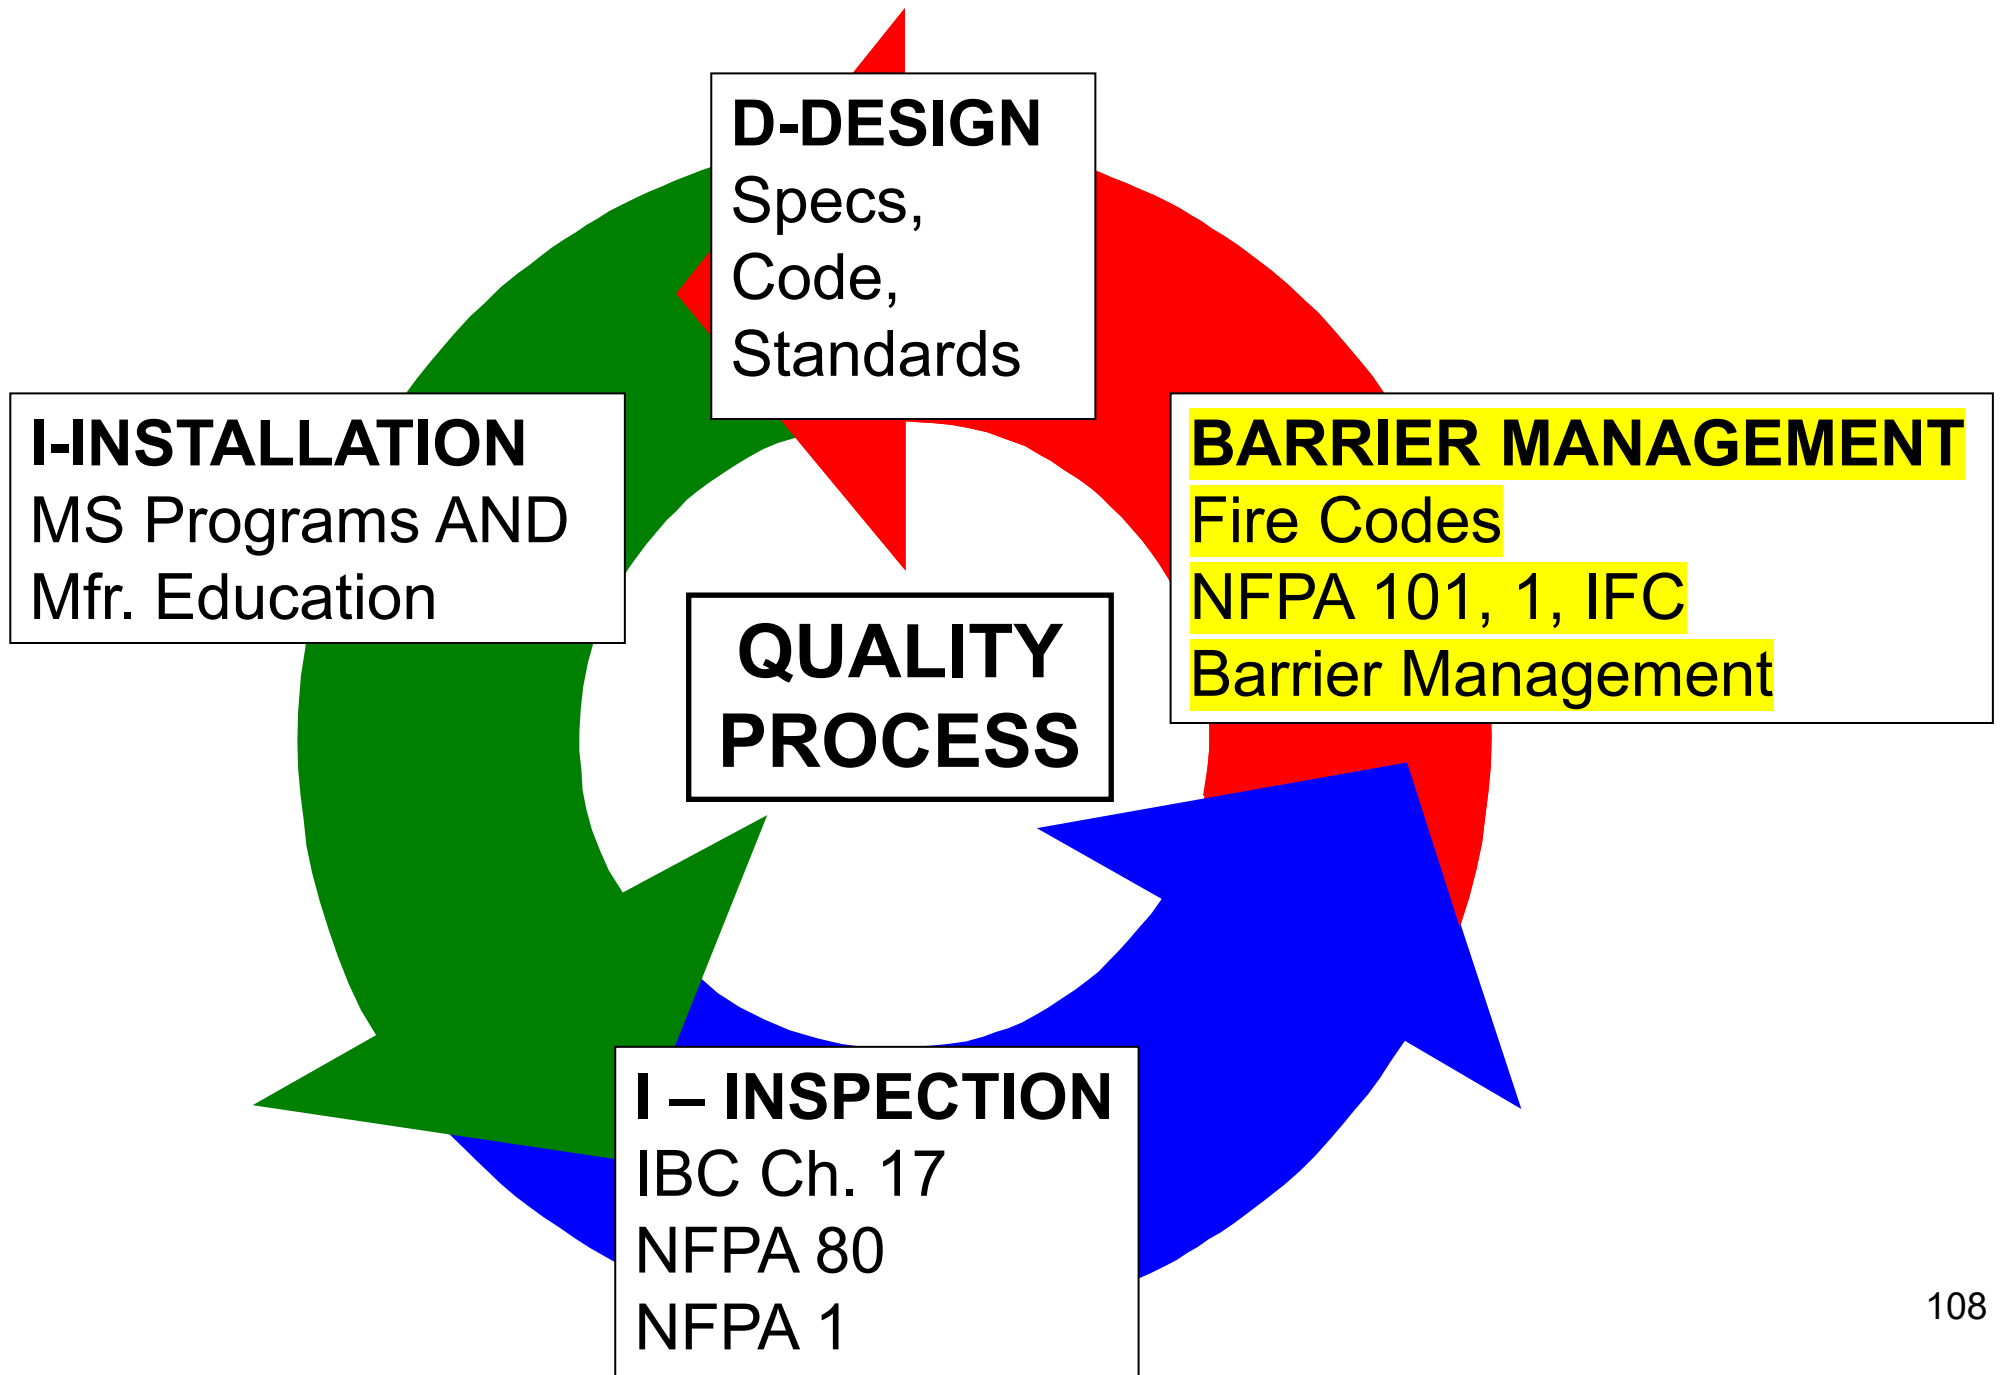 D-DESIGN
Specs,
Code,
Standards
I-INSTALLATION
MS Programs AND
Mfr. Education
BARRIER MANAGEMENT
Fire Codes
NFPA 101, 1, IFC
Barrier Management
QUALITY
PROCESS
I – INSPECTION
IBC Ch. 17
NFPA 80
NFPA 1
108